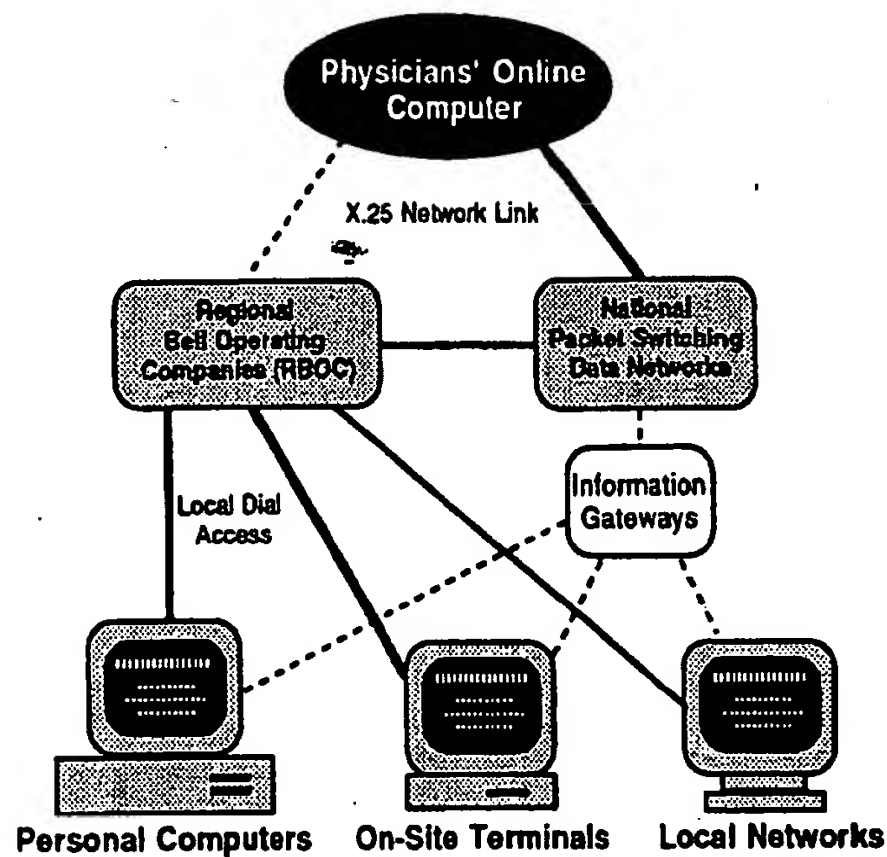 Physicians' Online
Computer
X.25 Network Link
Regional
Bell Operating
Companies (RBOC)
National
Packet Switching
Data Networks
Information
Gateways
Local Dial
Access
Personal Computers
On-Site Terminals
Local Networks